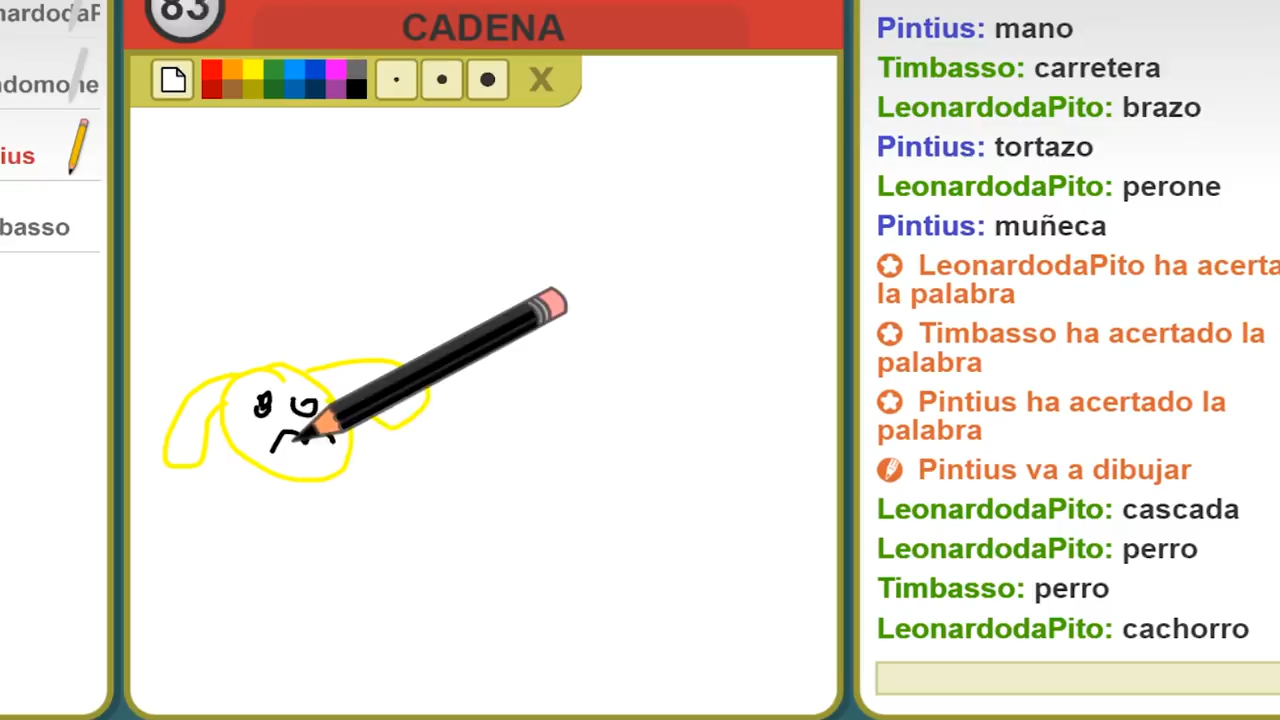 83
CADENA
X
ius
basso
Pintius: mano
Timbasso: carretera
LeonardodaPito: brazo
Pintius: tortazo
LeonardodaPito: perone
Pintius: muñeca
LeonardodaPito ha acerta
la palabra
Timbasso ha acertado la
palabra
Pintius ha acertado la
palabra
Pintius va a dibujar
LeonardodaPito: cascada
LeonardodaPito: perro
Timbasso: perro
LeonardodaPito: cachorro